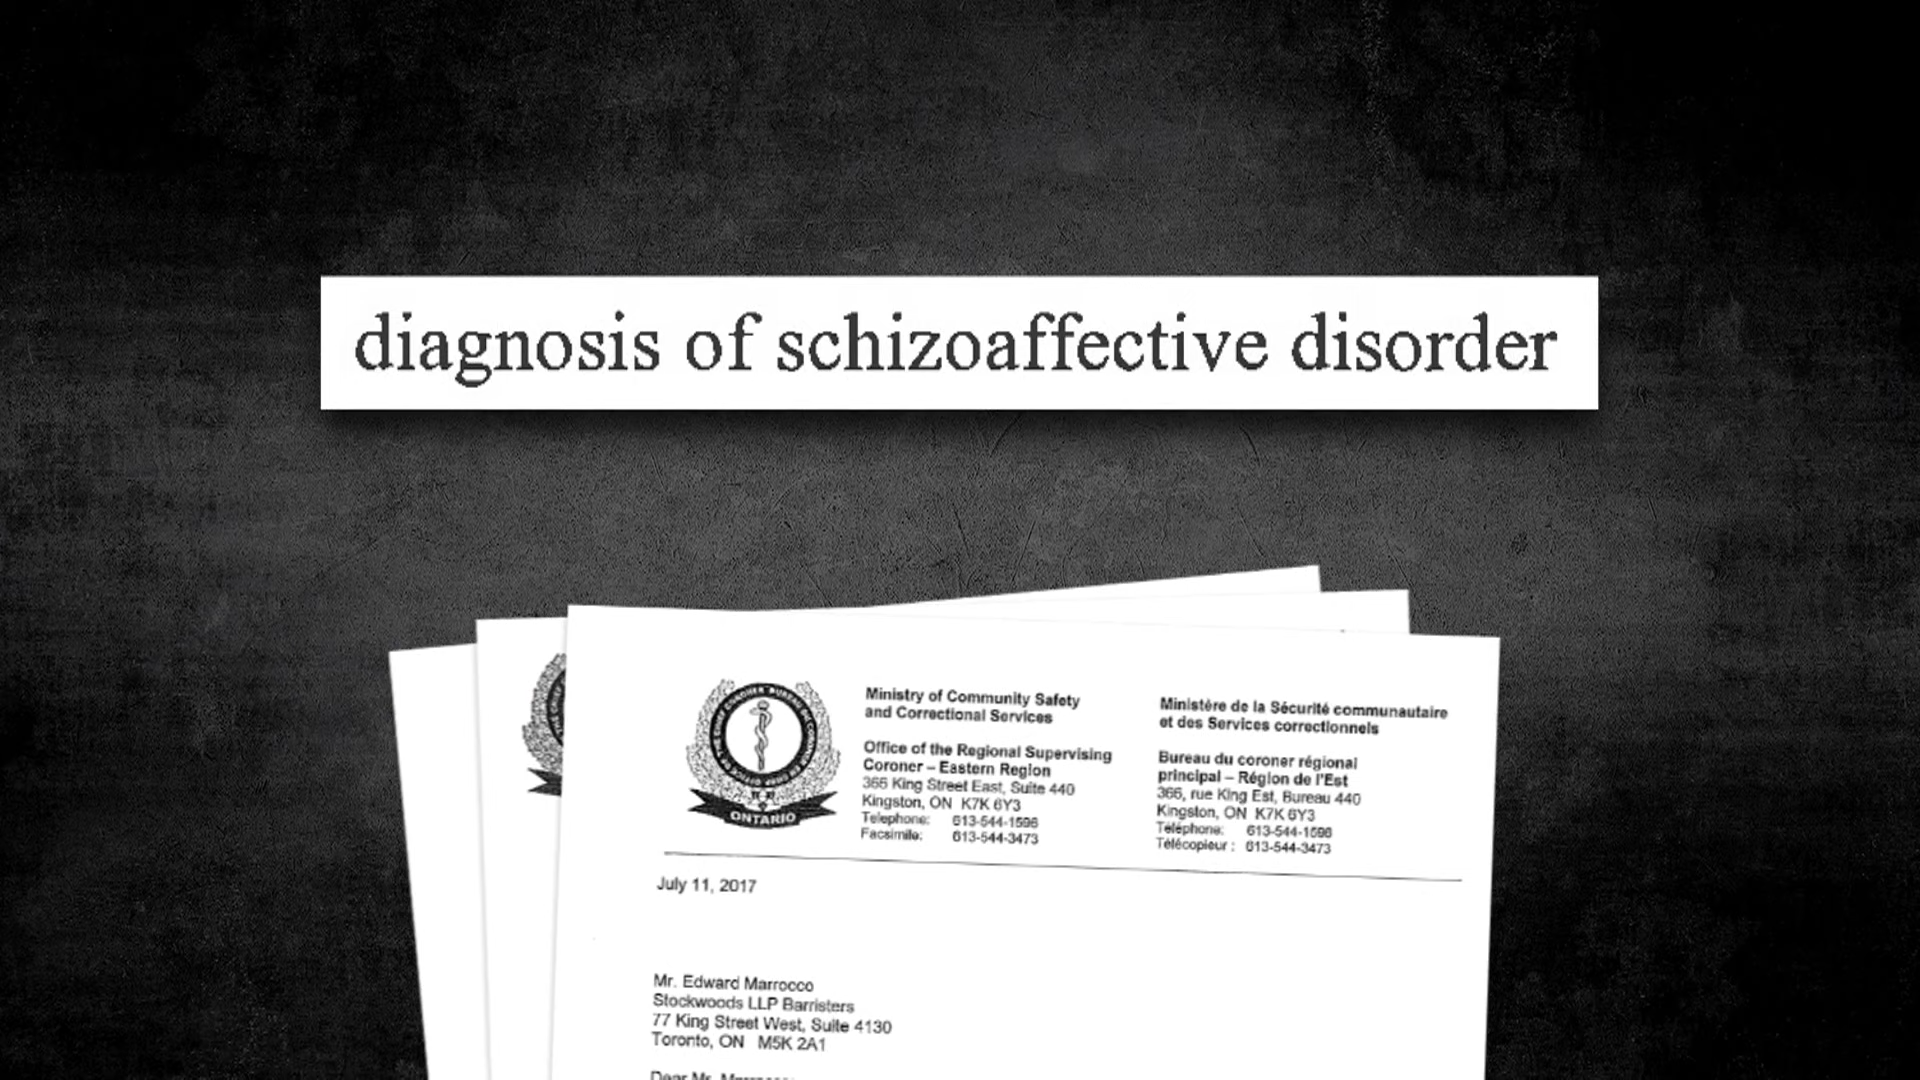 diagnosis of schizoaffective disorder
Ministry of Community Safety
and Correctional Services
Office of the Regional Supervising
Coroner – Eastern Region
366 King Street East, Suite 440
Kingston, ON K7K 6Y3
Telephone: 613-544-1596
Facsimile: 613-544-3473
Ministère de la Sécurité communautaire
et des Services correctionnels
Bureau du coroner régional
principal – Région de l'Est
366, rue King Est, Bureau 440
Kingston, ON K7K 6Y3
Téléphone: 613-544-1596
Télécopieur : 613-544-3473
ONTARIO
July 11, 2017
Mr. Edward Marrocco
Stockwoods LLP Barristers
77 King Street West, Suite 4130
Toronto, ON M5K 2A1